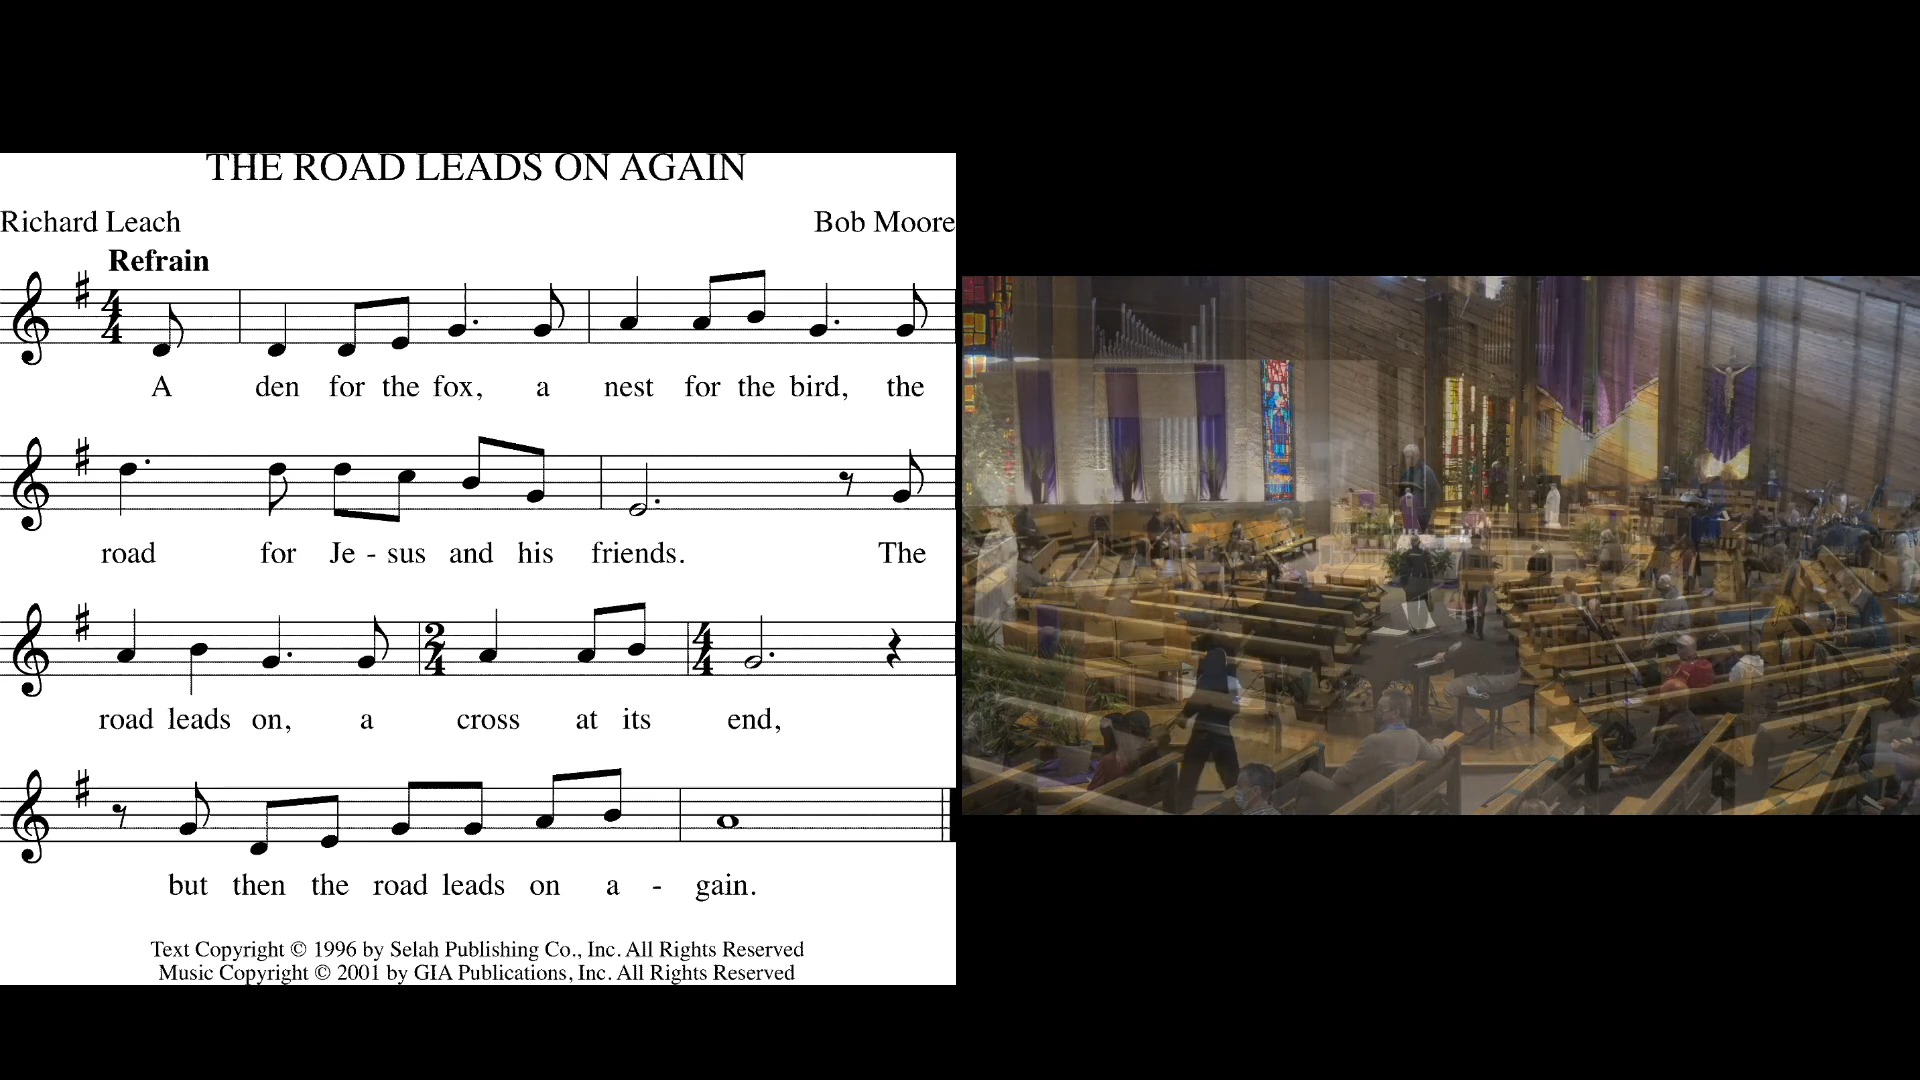 THE ROAD LEADS ON AGAIN
Richard Leach
Bob Moore
Refrain
A den for the fox, a nest for the bird, the
road for Je - sus and his friends. The
road leads on, a cross at its end,
but then the road leads on a - gain.
Text Copyright © 1996 by Selah Publishing Co., Inc. All Rights Reserved
Music Copyright © 2001 by GIA Publications, Inc. All Rights Reserved